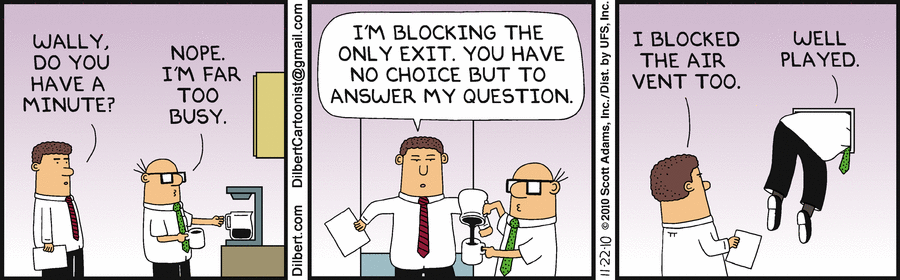 WALLY,
DO YOU
HAVE A
MINUTE?
NOPE.
I'M FAR
TOO
BUSY.
Dilbert.com DilbertCartoonist@gmail.com
I'M BLOCKING THE
ONLY EXIT. YOU HAVE
NO CHOICE BUT TO
ANSWER MY QUESTION.
11-22-10 © 2010 Scott Adams, Inc./Dist. by UFS, Inc.
I BLOCKED
THE AIR
VENT TOO.
WELL
PLAYED.